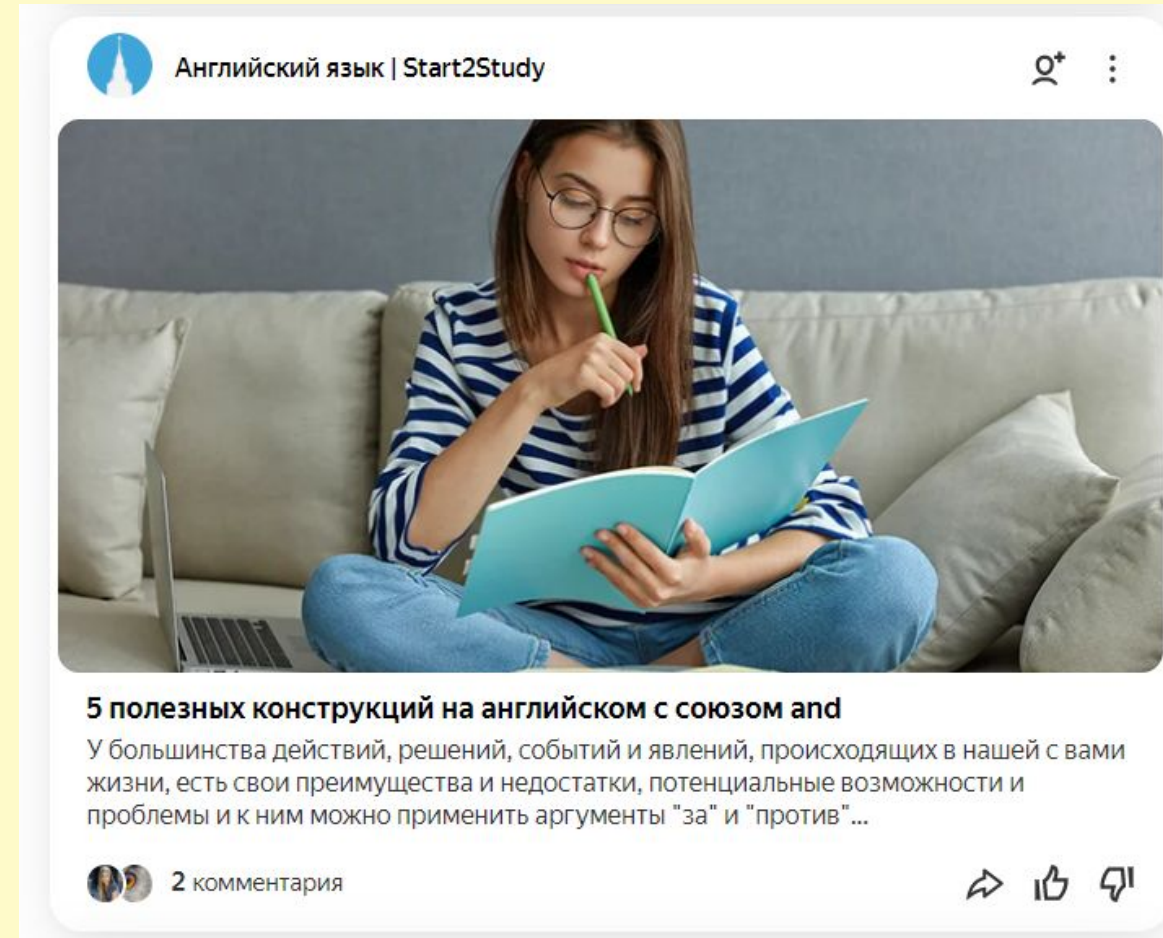 Английский язык | Start2Study
5 полезных конструкций на английском с союзом and
У большинства действий, решений, событий и явлений, происходящих в нашей с вами
жизни, есть свои преимущества и недостатки, потенциальные возможности и
проблемы и к ним можно применить аргументы "за" и "против"...
2 комментария